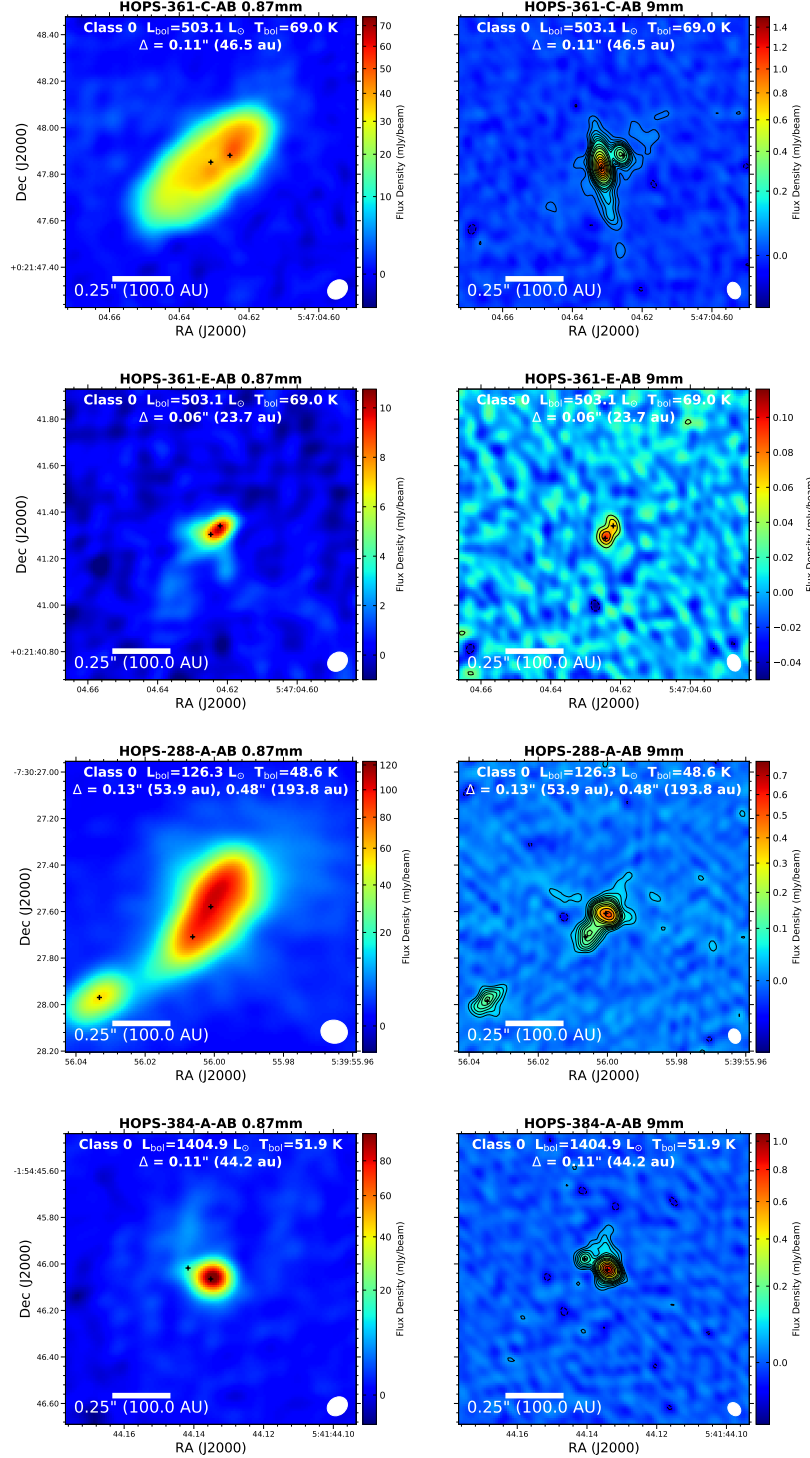 HOPS-361-C-AB 0.87mm
Class 0 L_bol=503.1 L⊙ T_bol=69.0 K
Δ = 0.11" (46.5 au)
48.40
48.20
48.00
47.80
47.60
+0:21:47.40
Dec (J2000)
0.25" (100.0 AU)
04.66 04.64 04.62 5:47:04.60
RA (J2000)
70
60
50
40
30
20
10
0
Flux Density (mJy/beam)
HOPS-361-C-AB 9mm
Class 0 L_bol=503.1 L⊙ T_bol=69.0 K
Δ = 0.11" (46.5 au)
0.25" (100.0 AU)
04.66 04.64 04.62 5:47:04.60
RA (J2000)
1.4
1.2
1.0
0.8
0.6
0.4
0.2
0.0
Flux Density (mJy/beam)
HOPS-361-E-AB 0.87mm
Class 0 L_bol=503.1 L⊙ T_bol=69.0 K
Δ = 0.06" (23.7 au)
41.80
41.60
41.40
41.20
41.00
+0:21:40.80
Dec (J2000)
0.25" (100.0 AU)
04.66 04.64 04.62 5:47:04.60
RA (J2000)
10
8
6
4
2
0
Flux Density (mJy/beam)
HOPS-361-E-AB 9mm
Class 0 L_bol=503.1 L⊙ T_bol=69.0 K
Δ = 0.06" (23.7 au)
0.25" (100.0 AU)
04.66 04.64 04.62 5:47:04.60
RA (J2000)
0.10
0.08
0.06
0.04
0.02
0.00
−0.02
−0.04
HOPS-288-A-AB 0.87mm
Class 0 L_bol=126.3 L⊙ T_bol=48.6 K
Δ = 0.13" (53.9 au), 0.48" (193.8 au)
-7:30:27.00
27.20
27.40
27.60
27.80
28.00
28.20
Dec (J2000)
0.25" (100.0 AU)
56.04 56.02 56.00 55.98 5:39:55.96
RA (J2000)
120
100
80
60
40
20
0
Flux Density (mJy/beam)
HOPS-288-A-AB 9mm
Class 0 L_bol=126.3 L⊙ T_bol=48.6 K
Δ = 0.13" (53.9 au), 0.48" (193.8 au)
0.25" (100.0 AU)
56.04 56.02 56.00 55.98 5:39:55.96
RA (J2000)
0.7
0.6
0.5
0.4
0.3
0.2
0.1
0.0
Flux Density (mJy/beam)
HOPS-384-A-AB 0.87mm
Class 0 L_bol=1404.9 L⊙ T_bol=51.9 K
Δ = 0.11" (44.2 au)
-1:54:45.60
45.80
46.00
46.20
46.40
46.60
Dec (J2000)
0.25" (100.0 AU)
44.16 44.14 44.12 5:41:44.10
RA (J2000)
80
60
40
20
0
Flux Density (mJy/beam)
HOPS-384-A-AB 9mm
Class 0 L_bol=1404.9 L⊙ T_bol=51.9 K
Δ = 0.11" (44.2 au)
0.25" (100.0 AU)
44.16 44.14 44.12 5:41:44.10
RA (J2000)
1.0
0.8
0.6
0.4
0.2
0.0
Flux Density (mJy/beam)